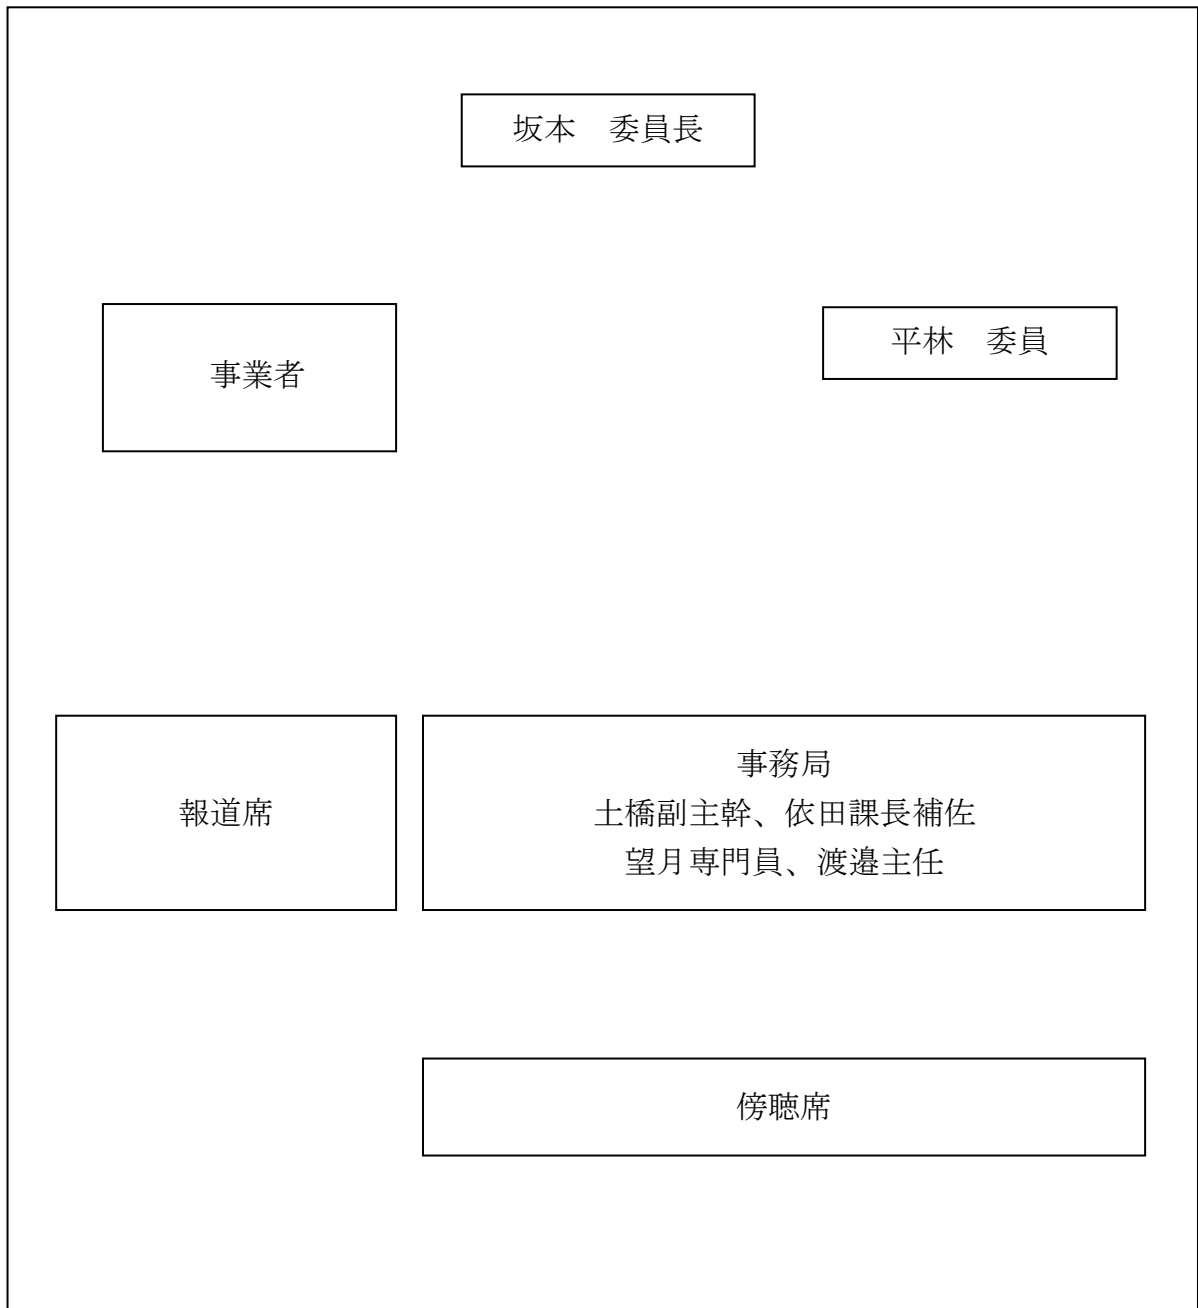 坂本　委員長
事業者
平林　委員
報道席
事務局
土橋副主幹、依田課長補佐
望月専門員、渡邉主任
傍聴席